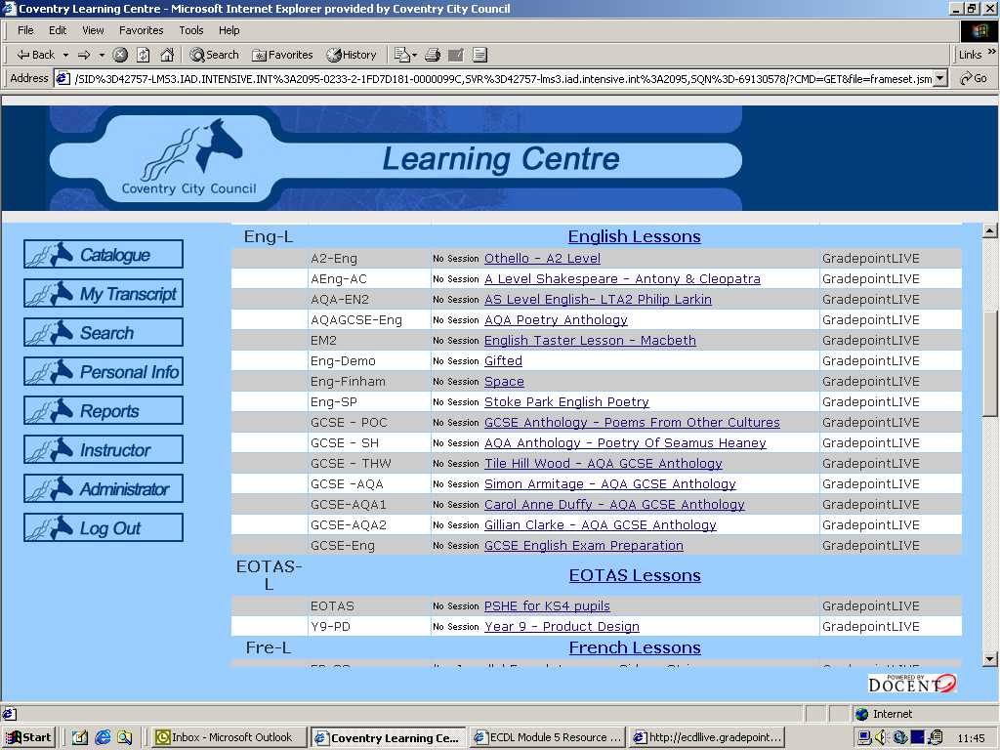 Coventry Learning Centre - Microsoft Internet Explorer provided by Coventry City Council
File Edit View Favorites Tools Help
Back Search Favorites History Links »
Address /SID%3D42757-LMS3.IAD.INTENSIVE.INT%3A2095-0233-2-1FD7D181-0000099C,SVR%3D42757-lms3.iad.intensive.int%3A2095,SQN%3D-69130578/?CMD=GET&file=frameset.jsm Go
Coventry City Council
Learning Centre
Catalogue
My Transcript
Search
Personal Info
Reports
Instructor
Administrator
Log Out
Eng-L English Lessons
A2-Eng No Session Othello - A2 Level GradepointLIVE
AEng-AC No Session A Level Shakespeare - Antony & Cleopatra GradepointLIVE
AQA-EN2 No Session AS Level English- LTA2 Philip Larkin GradepointLIVE
AQAGCSE-Eng No Session AQA Poetry Anthology GradepointLIVE
EM2 No Session English Taster Lesson - Macbeth GradepointLIVE
Eng-Demo No Session Gifted GradepointLIVE
Eng-Finham No Session Space GradepointLIVE
Eng-SP No Session Stoke Park English Poetry GradepointLIVE
GCSE - POC No Session GCSE Anthology - Poems From Other Cultures GradepointLIVE
GCSE - SH No Session AQA Anthology - Poetry Of Seamus Heaney GradepointLIVE
GCSE - THW No Session Tile Hill Wood - AQA GCSE Anthology GradepointLIVE
GCSE -AQA No Session Simon Armitage - AQA GCSE Anthology GradepointLIVE
GCSE-AQA1 No Session Carol Anne Duffy - AQA GCSE Anthology GradepointLIVE
GCSE-AQA2 No Session Gillian Clarke - AQA GCSE Anthology GradepointLIVE
GCSE-Eng No Session GCSE English Exam Preparation GradepointLIVE
EOTAS-
L EOTAS Lessons
EOTAS No Session PSHE for KS4 pupils GradepointLIVE
Y9-PD No Session Year 9 - Product Design GradepointLIVE
Fre-L French Lessons
POWERED BY
DOCENT
Internet
Start Inbox - Microsoft Outlook Coventry Learning Ce... ECDL Module 5 Resource ... http://ecdllive.gradepoint... 11:45